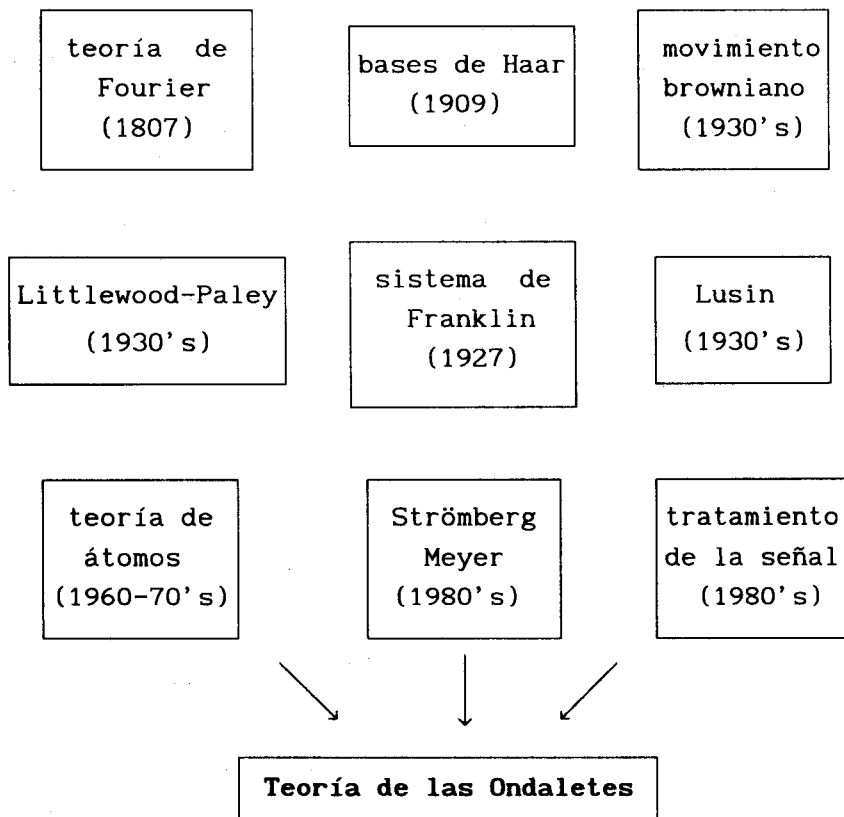 teoría de
Fourier
(1807)
bases de Haar
(1909)
movimiento
browniano
(1930's)
Littlewood-Paley
(1930's)
sistema de
Franklin
(1927)
Lusin
(1930's)
teoría de
átomos
(1960-70's)
Strömberg
Meyer
(1980's)
tratamiento
de la señal
(1980's)
Teoría de las Ondaletes